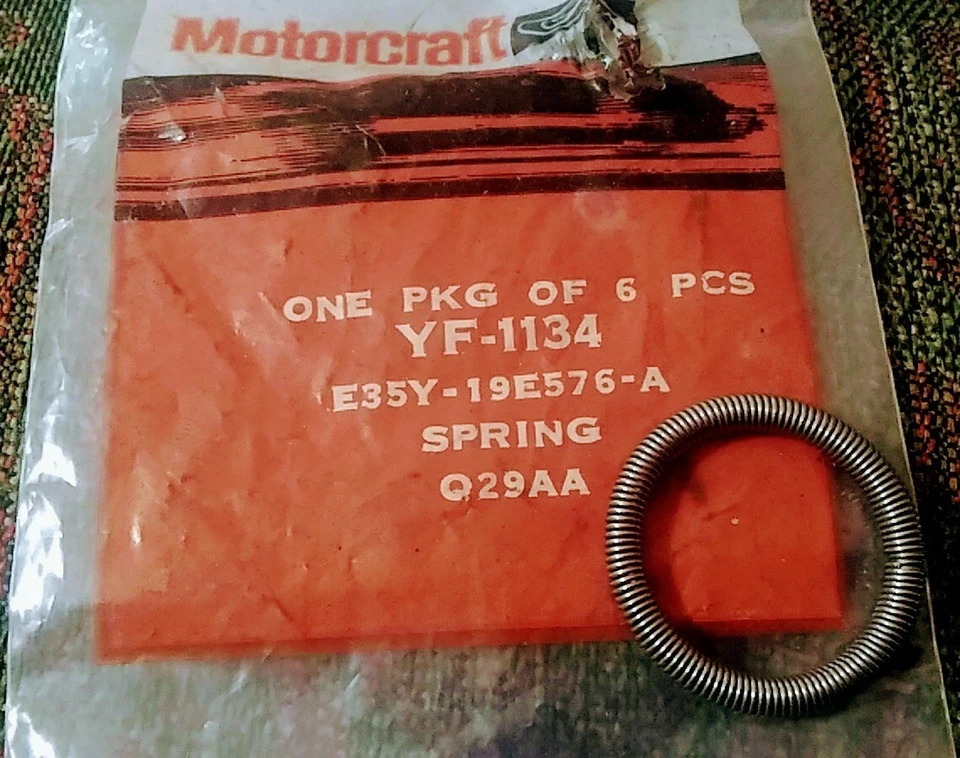 Motorcraft
ONE PKG OF 6 PCS
YF-1134
E35Y-19E576-A
SPRING
Q29AA